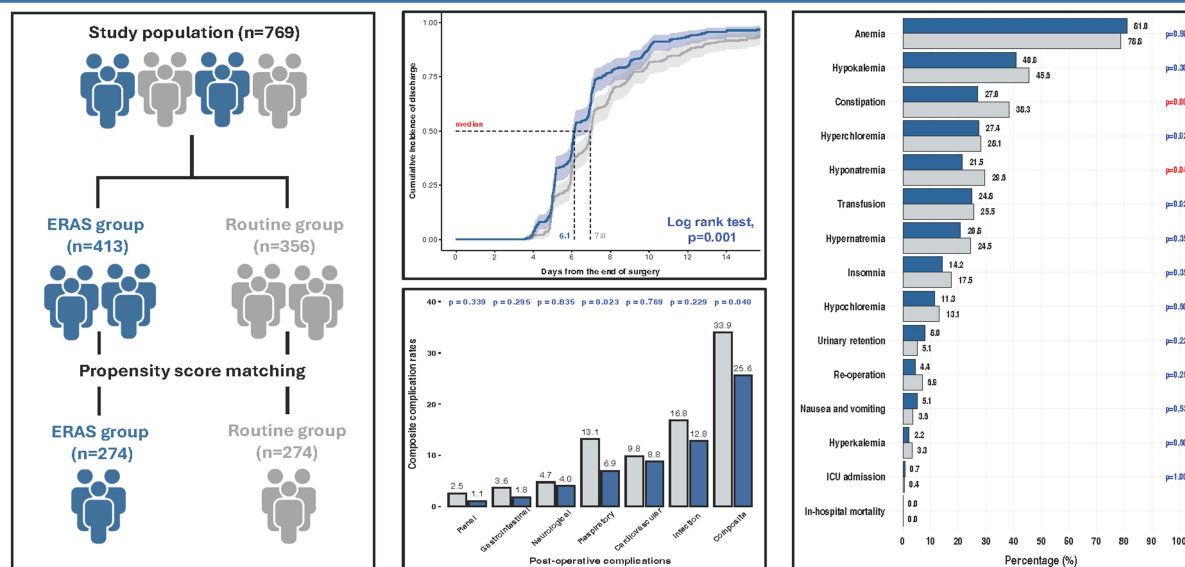 Study population (n=769)
ERAS group
(n=413)
Routine group
(n=356)
Propensity score matching
ERAS group
(n=274)
Routine group
(n=274)
Cumulative incidence of discharge
1.00
0.75
0.50
0.25
0.00
median
6.1
7.0
Log rank test,
p=0.001
0
2
4
6
8
10
12
14
Days from the end of surgery
Composite complication rates
40
30
20
10
0
p = 0.339
p = 0.295
p = 0.835
p = 0.023
p = 0.769
p = 0.229
p = 0.040
2.5
1.1
3.6
1.8
4.7
4.0
13.1
6.9
9.8
8.8
16.8
12.8
33.9
25.6
Renal
Gastrointestinal
Neurological
Respiratory
Cardiovascular
Infection
Composite
Post-operative complications
Anemia
81.0
Hypokalemia
40.9
Constipation
27.0
38.3
Hyperchloremia
27.4
28.1
Hyponatremia
21.5
Transfusion
24.8
25.5
Hypernatremia
24.5
Insomnia
14.2
17.5
Hypochloremia
13.1
Urinary retention
8.0
5.1
Re-operation
4.4
6.9
Nausea and vomiting
5.1
Hyperkalemia
2.2
3.3
ICU admission
0.7
0.4
In-hospital mortality
0.0
0.0
0
10
20
30
40
50
60
70
80
90
Percentage (%)